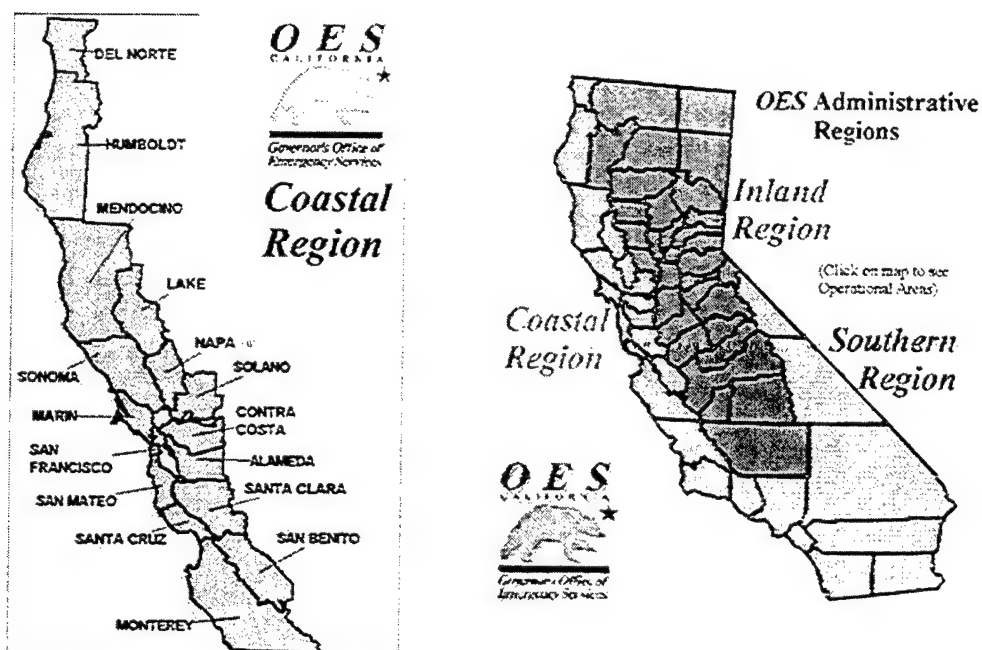 DEL NORTE
HUMBOLDT
MENDOCINO
LAKE
NAPA
SONOMA
SOLANO
MARIN
CONTRA
COSTA
SAN
FRANCISCO
ALAMEDA
SAN MATEO
SANTA CLARA
SANTA CRUZ
SAN BENITO
MONTEREY
O E S
CALIFORNIA
Governor's Office of
Emergency Services
Coastal
Region
OES Administrative
Regions
Inland
Region
(Click on map to see
Operational Areas)
Coastal
Region
Southern
Region
O E S
CALIFORNIA
Governor's Office of
Emergency Services